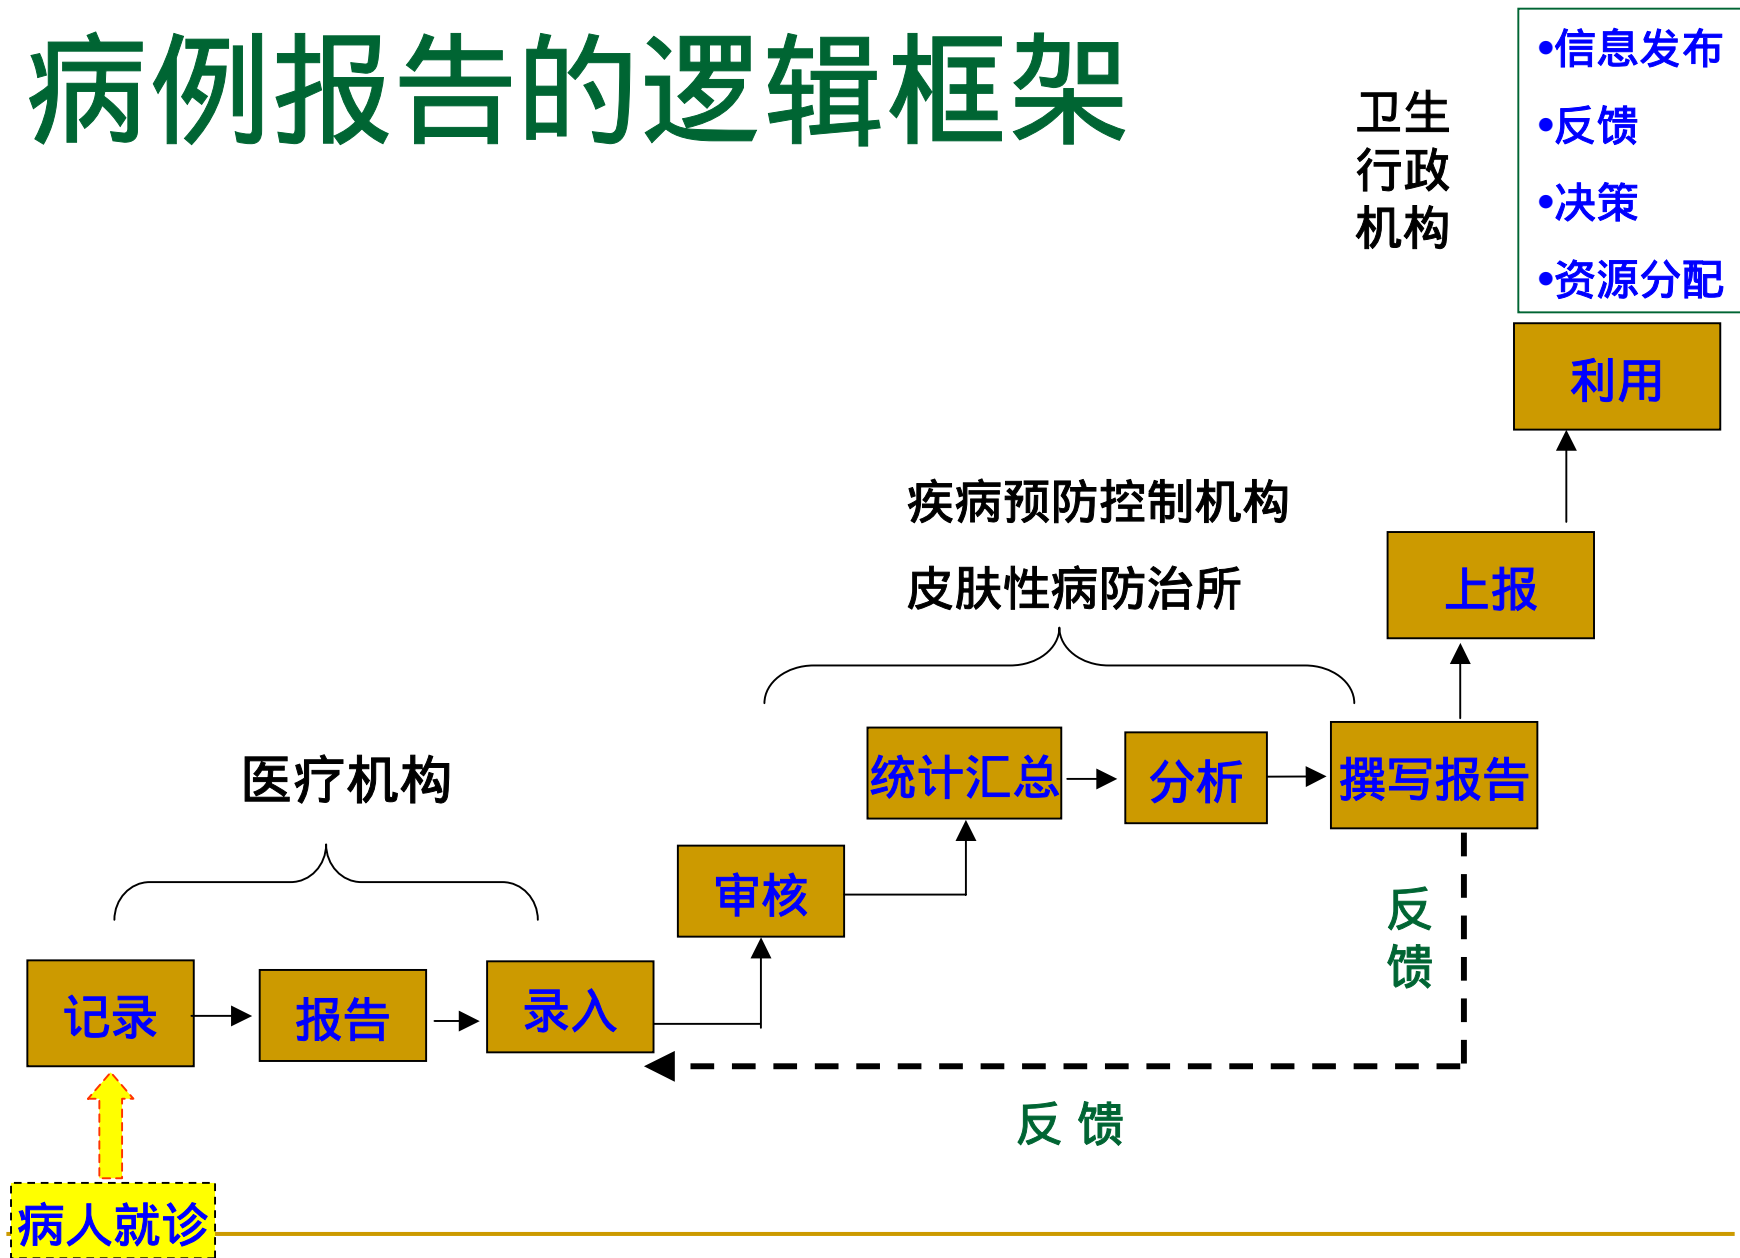 病例报告的逻辑框架
卫生
行政
机构
•信息发布
•反馈
•决策
•资源分配
利用
疾病预防控制机构
皮肤性病防治所
上报
医疗机构
统计汇总
分析
撰写报告
审核
反
馈
记录
报告
录入
反 馈
病人就诊